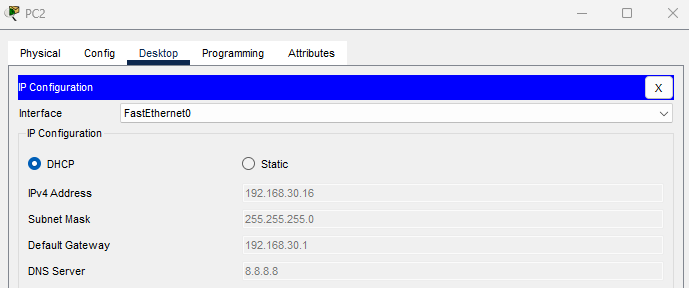 PC2
Physical Config Desktop Programming Attributes
IP Configuration X
Interface FastEthernet0
IP Configuration
DHCP Static
IPv4 Address 192.168.30.16
Subnet Mask 255.255.255.0
Default Gateway 192.168.30.1
DNS Server 8.8.8.8